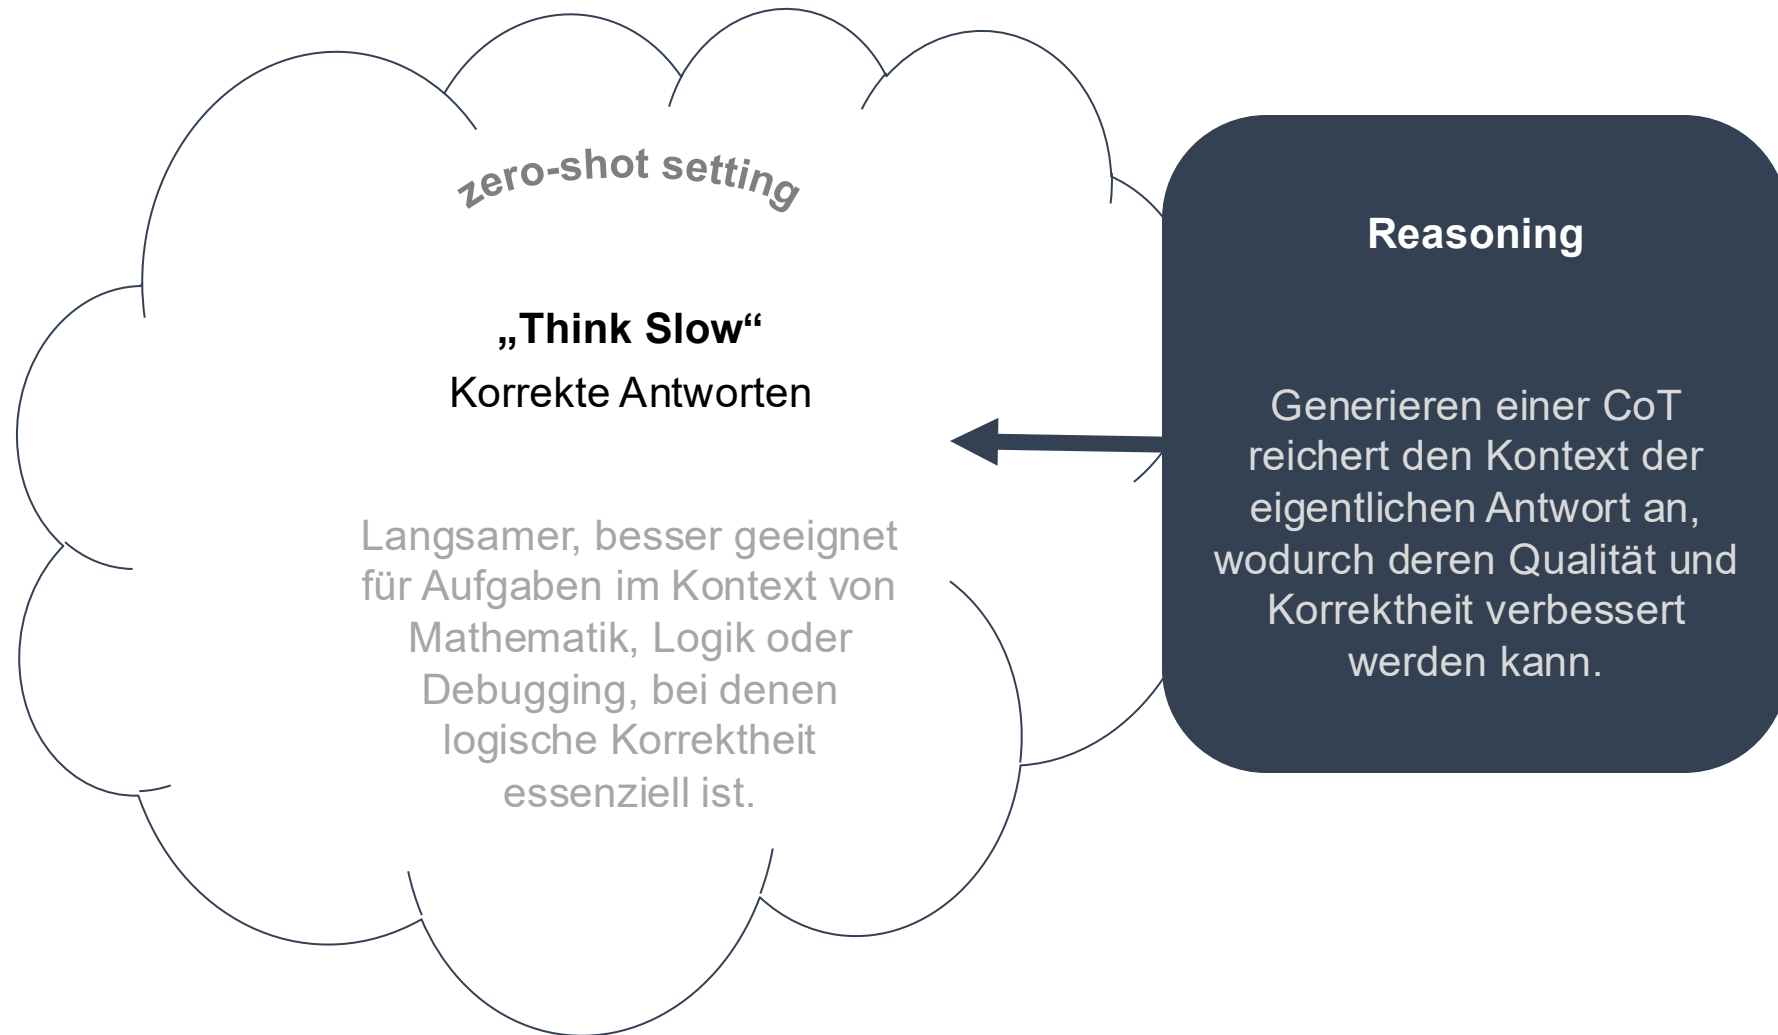 zero-shot setting
„Think Slow“
Korrekte Antworten
Langsamer, besser geeignet
für Aufgaben im Kontext von
Mathematik, Logik oder
Debugging, bei denen
logische Korrektheit
essenziell ist.
Reasoning
Generieren einer CoT
reichert den Kontext der
eigentlichen Antwort an,
wodurch deren Qualität und
Korrektheit verbessert
werden kann.